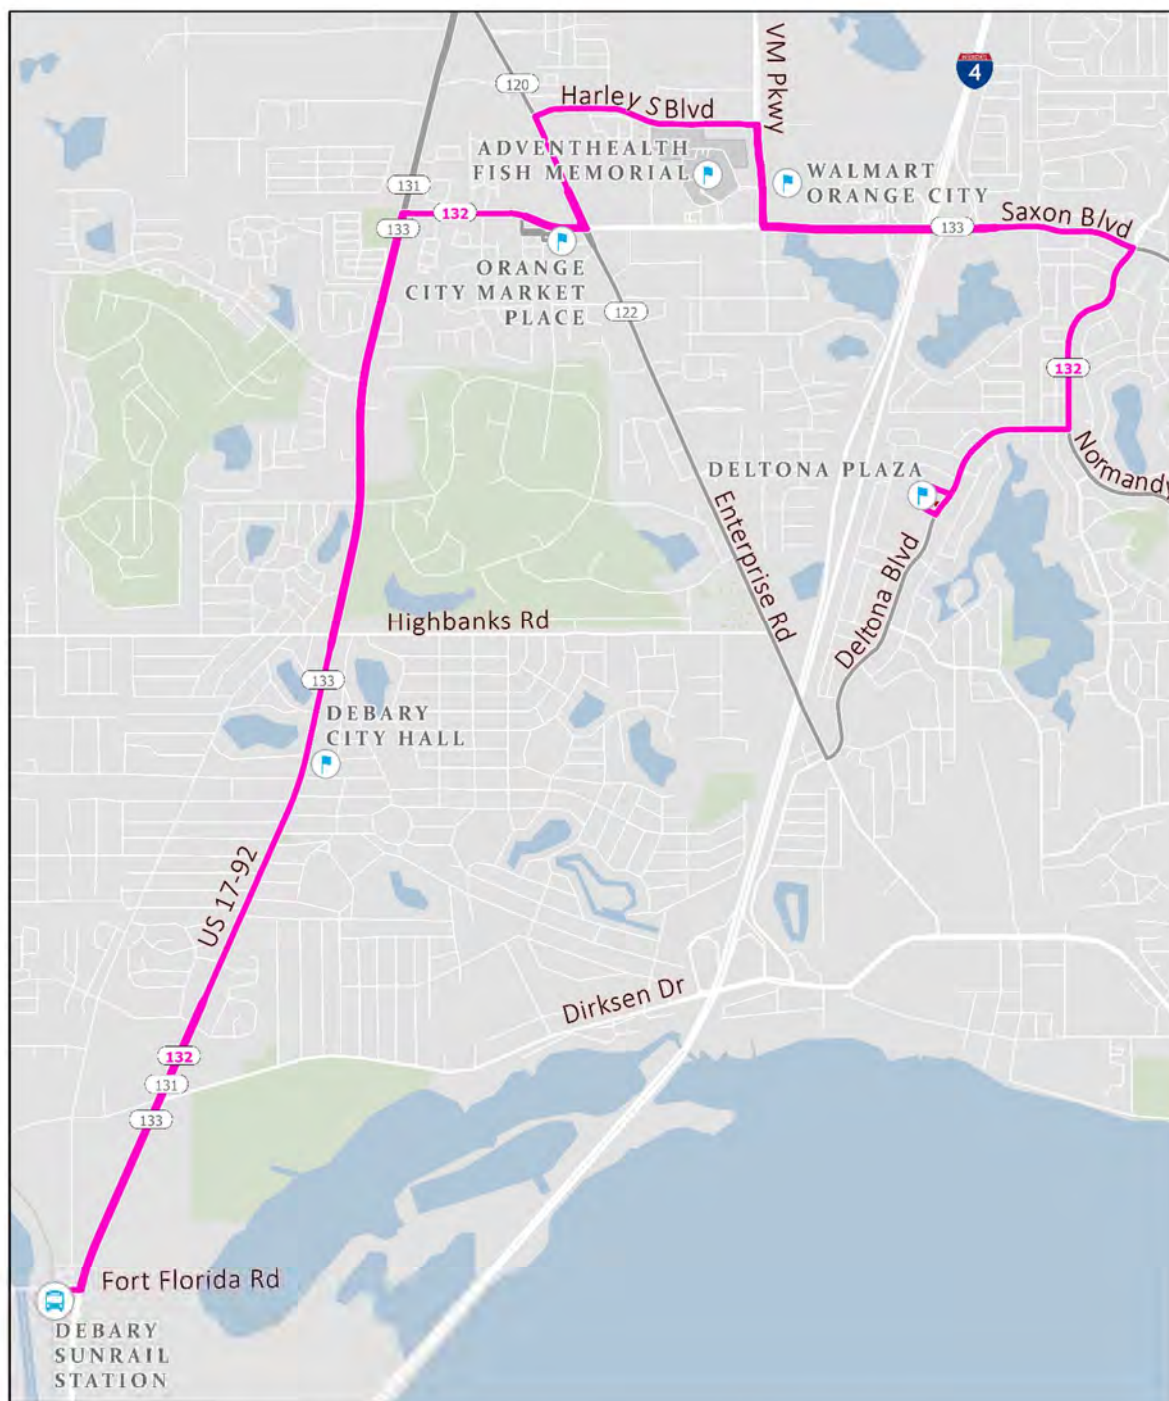 VM Pkwy
INTERSTATE
4
120
Harley S Blvd
ADVENTHEALTH
FISH MEMORIAL
WALMART
ORANGE CITY
131
132
133
133
Saxon Blvd
ORANGE
CITY MARKET
PLACE
122
132
DELTONA PLAZA
Normandy
Enterprise Rd
Deltona Blvd
Highbanks Rd
133
DEBARY
CITY HALL
US 17-92
Dirksen Dr
132
131
133
Fort Florida Rd
DEBARY
SUNRAIL
STATION